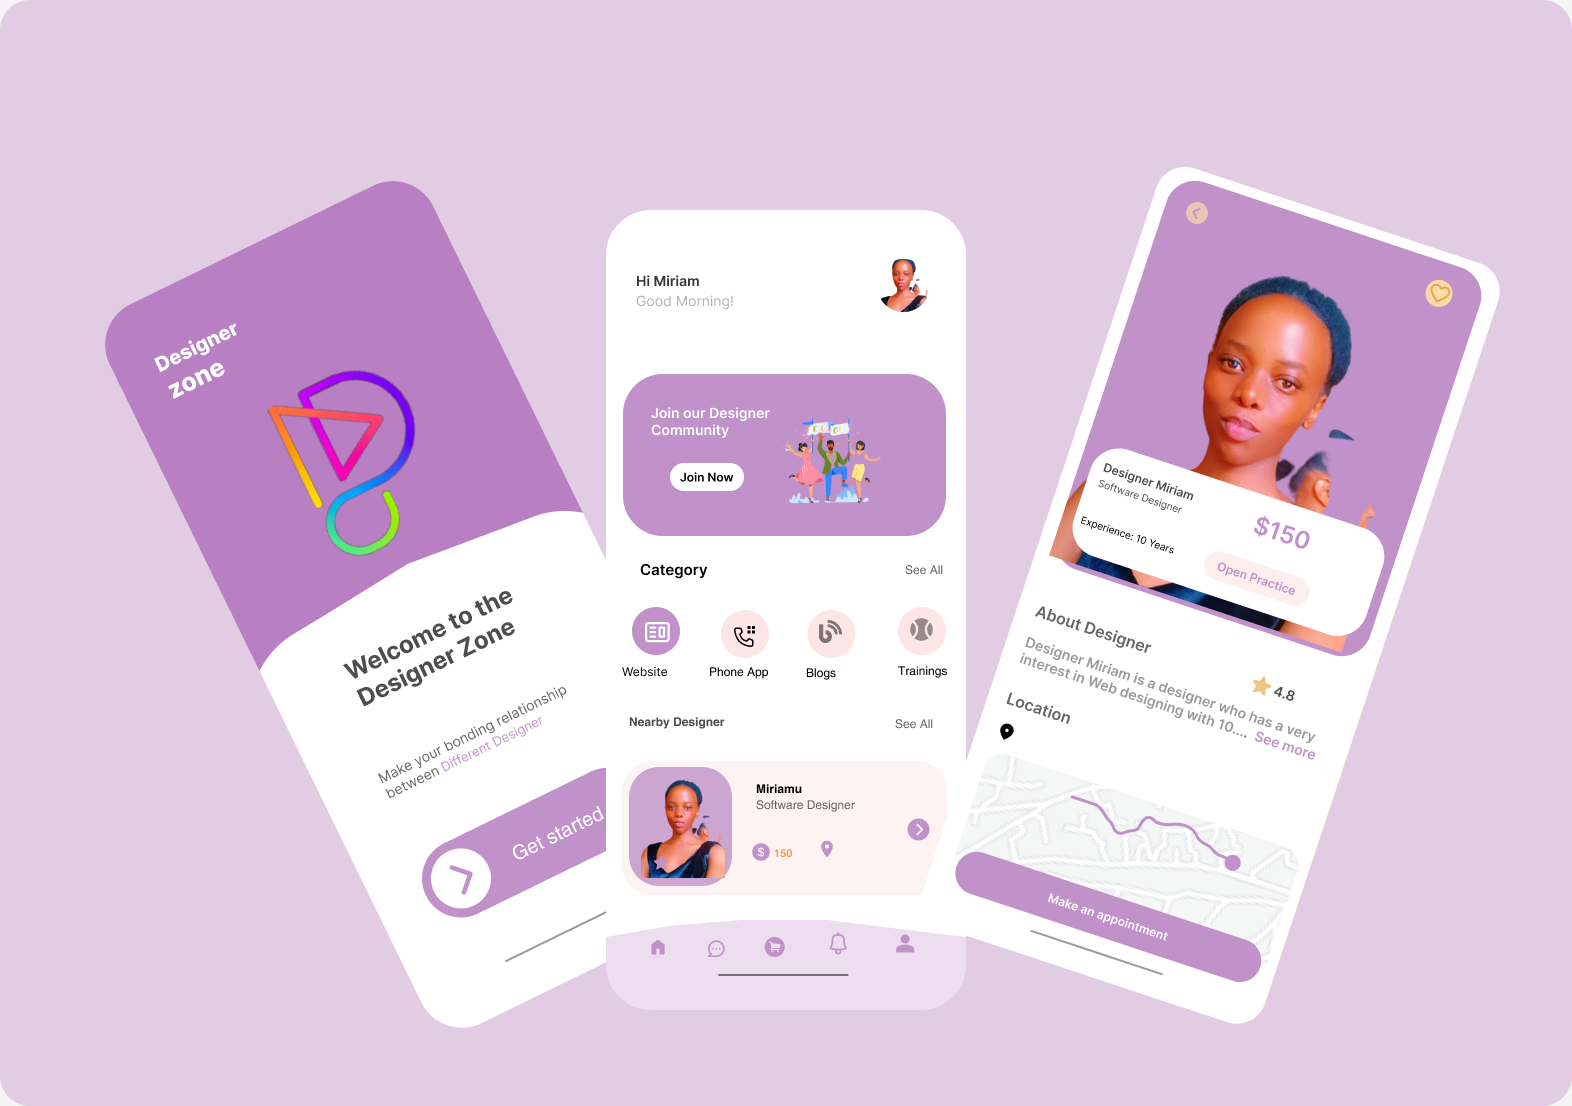 Designer
zone
Welcome to the
Designer Zone
Make your bonding relationship
between Different Designer
Get started
Hi Miriam
Good Morning!
Join our Designer
Community
Join Now
Category
See All
Website
Phone App
Blogs
Trainings
Nearby Designer
See All
Miriamu
Software Designer
$ 150
Designer Miriam
Software Designer
$150
Experience: 10 Years
Open Practice
About Designer
4.8
Designer Miriam is a designer who has a very
interest in Web designing with 10.... See more
Location
Make an appointment